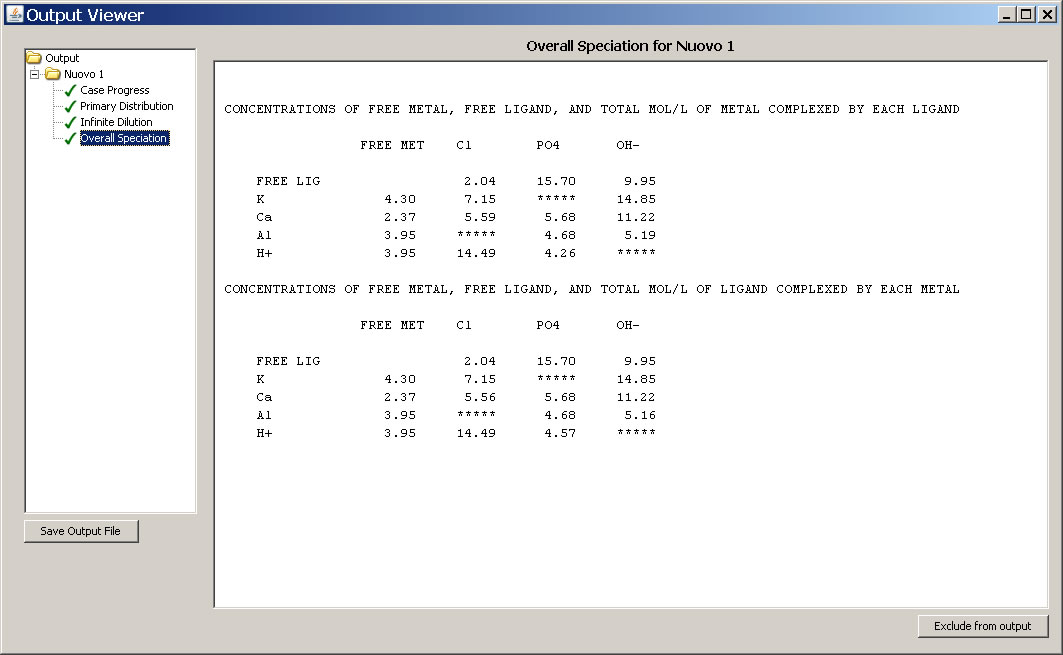 Output Viewer
Output
Nuovo 1
Case Progress
Primary Distribution
Infinite Dilution
Overall Speciation
Save Output File
Overall Speciation for Nuovo 1
CONCENTRATIONS OF FREE METAL, FREE LIGAND, AND TOTAL MOL/L OF METAL COMPLEXED BY EACH LIGAND
FREE MET Cl PO4 OH-
FREE LIG 2.04 15.70 9.95
K 4.30 7.15 ***** 14.85
Ca 2.37 5.59 5.68 11.22
Al 3.95 ***** 4.68 5.19
H+ 3.95 14.49 4.26 *****
CONCENTRATIONS OF FREE METAL, FREE LIGAND, AND TOTAL MOL/L OF LIGAND COMPLEXED BY EACH METAL
FREE MET Cl PO4 OH-
FREE LIG 2.04 15.70 9.95
K 4.30 7.15 ***** 14.85
Ca 2.37 5.56 5.68 11.22
Al 3.95 ***** 4.68 5.16
H+ 3.95 14.49 4.57 *****
Exclude from output